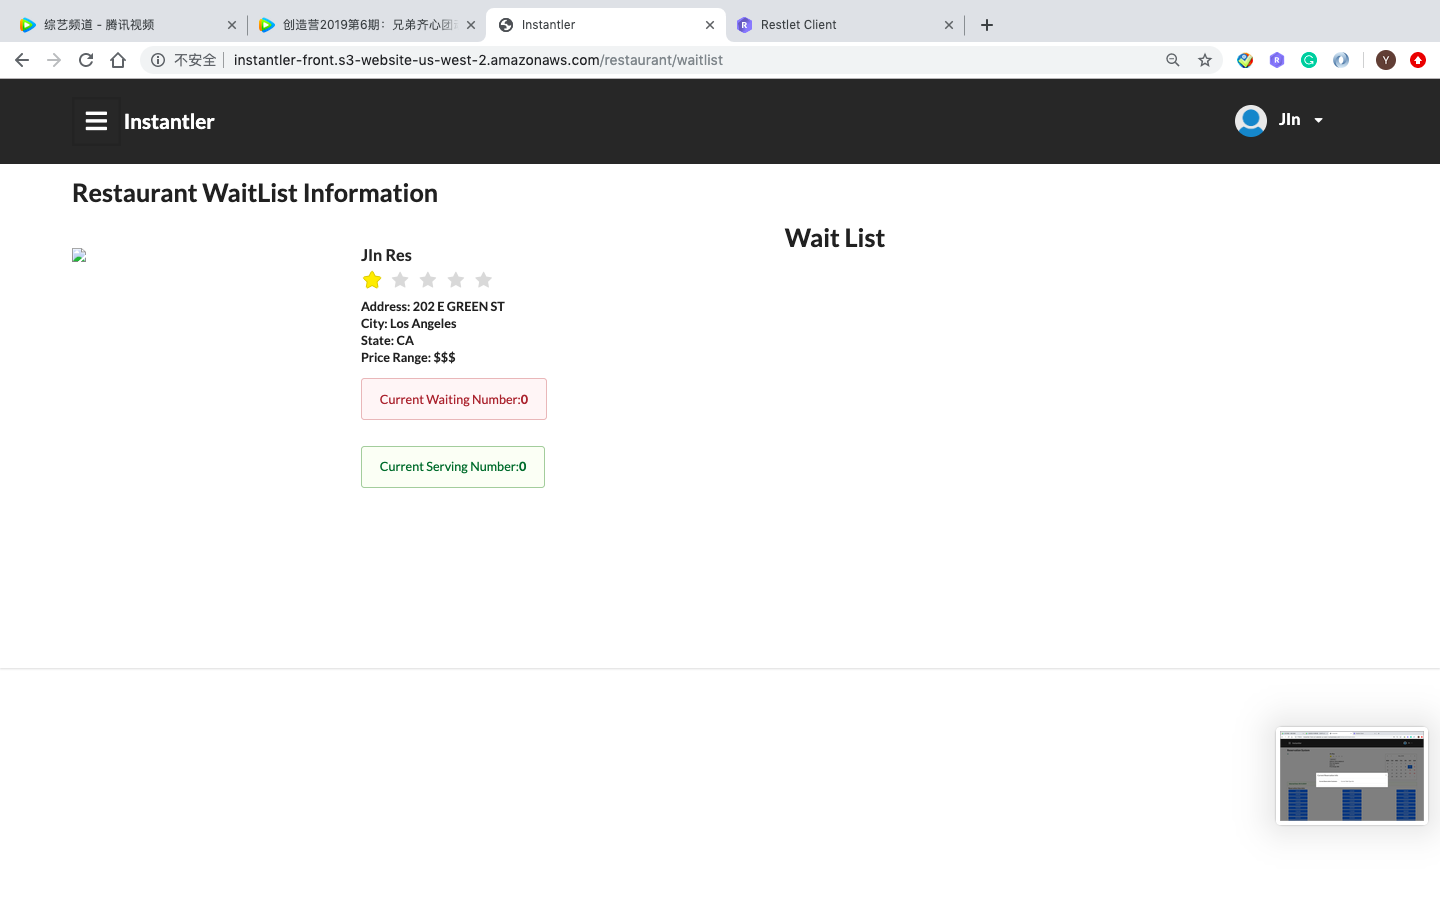 综艺频道 - 腾讯视频
创造营2019第6期：兄弟齐心团
Instantler
Restlet Client
不安全
instantler-front.s3-website-us-west-2.amazonaws.com/restaurant/waitlist
Y
Instantler
JIn
Restaurant WaitList Information
Wait List
JIn Res
Address: 202 E GREEN ST
City: Los Angeles
State: CA
Price Range: $$$
Current Waiting Number:0
Current Serving Number:0